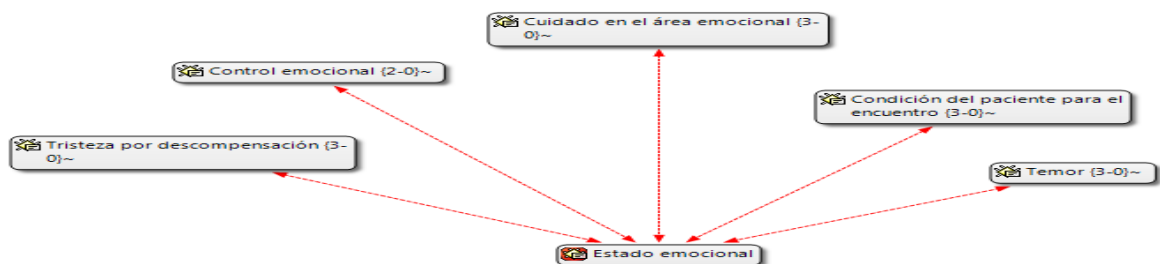 Cuidado en el área emocional {3-
0}~
Control emocional {2-0}~
Condición del paciente para el
encuentro {3-0}~
Tristeza por descompensación {3-
0}~
Temor {3-0}~
Estado emocional